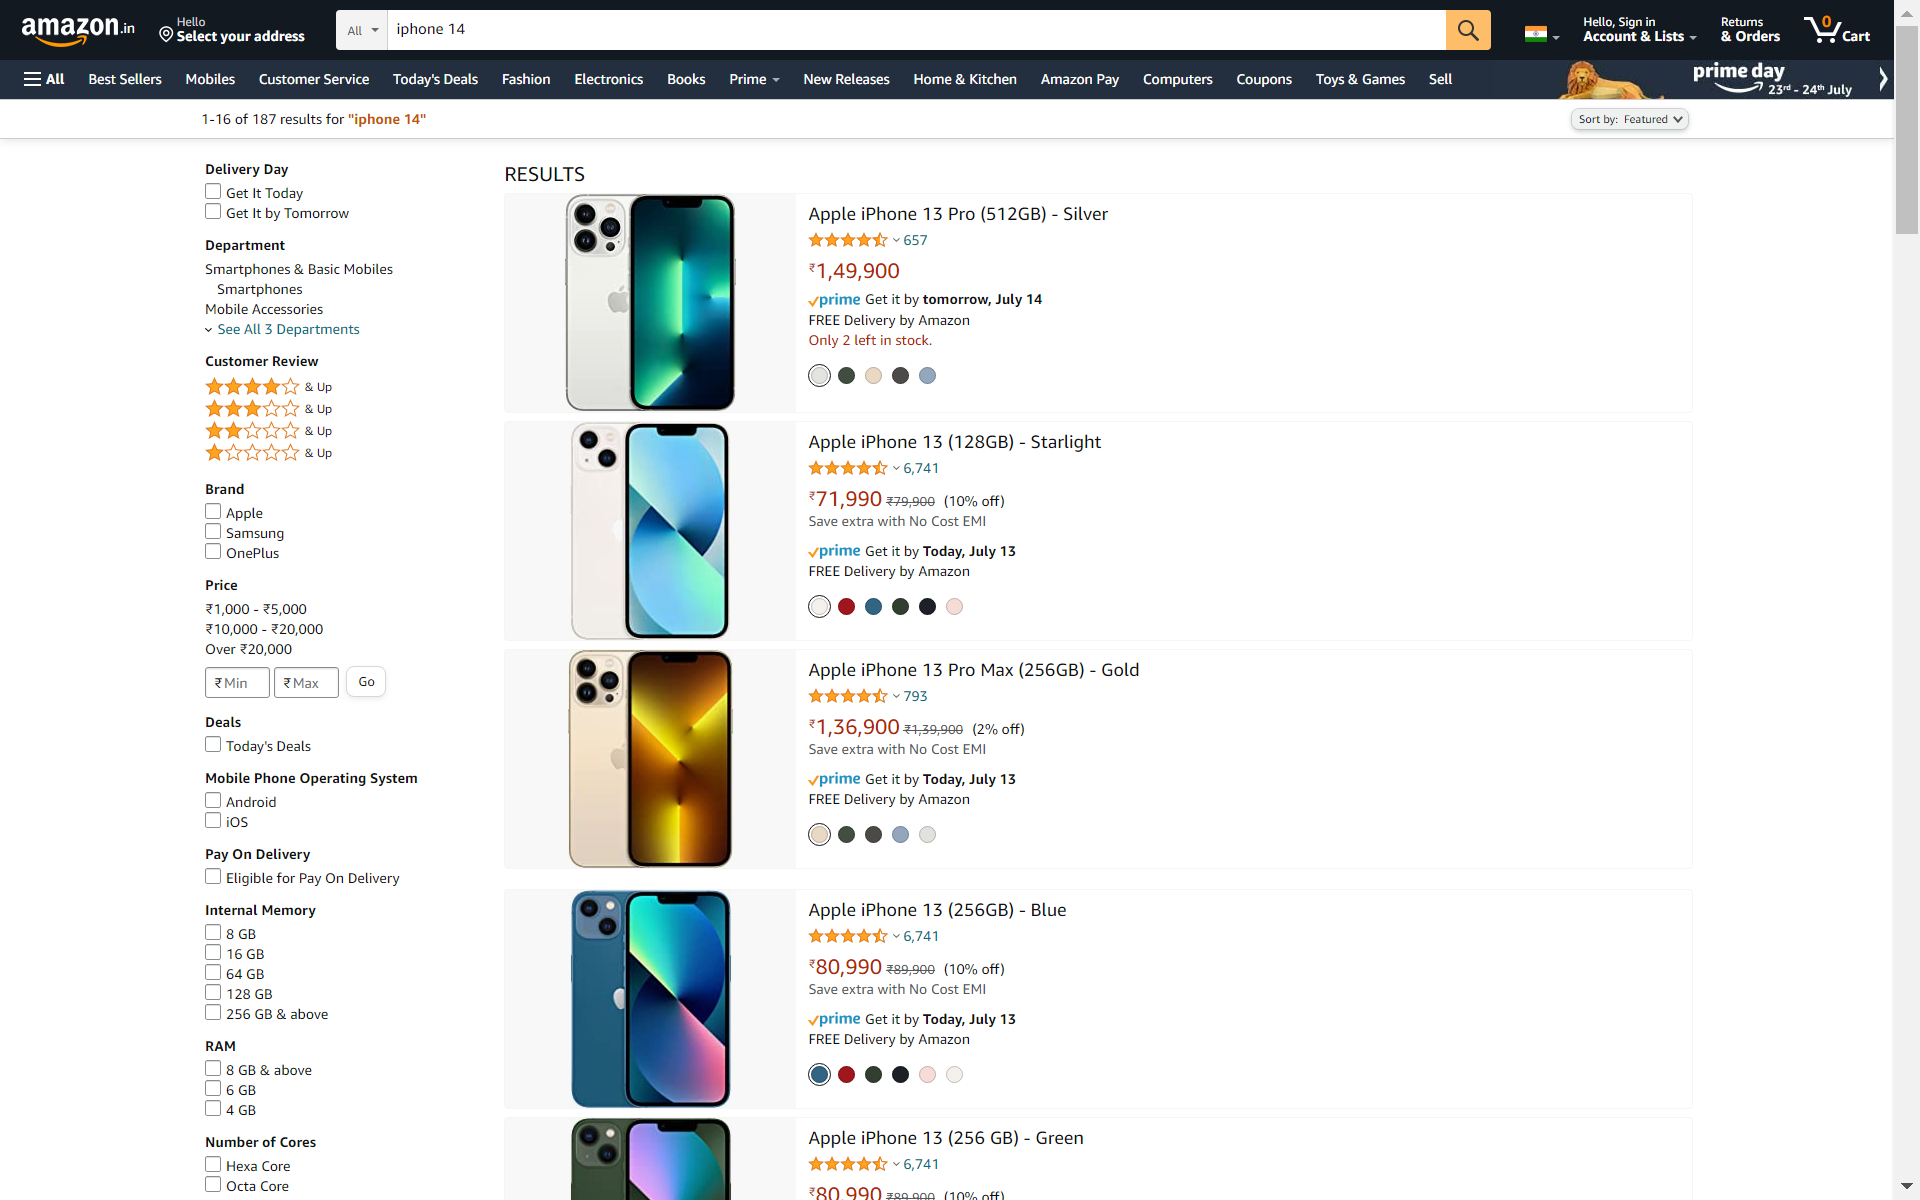 amazon.in
Hello
Select your address
All
iphone 14
Hello, Sign in
Account & Lists
Returns
& Orders
0
Cart
All
Best Sellers
Mobiles
Customer Service
Today's Deals
Fashion
Electronics
Books
Prime
New Releases
Home & Kitchen
Amazon Pay
Computers
Coupons
Toys & Games
Sell
prime day
23rd - 24th July
1-16 of 187 results for "iphone 14"
Sort by: Featured
Delivery Day
Get It Today
Get It by Tomorrow
Department
Smartphones & Basic Mobiles
Smartphones
Mobile Accessories
See All 3 Departments
Customer Review
& Up
& Up
& Up
& Up
Brand
Apple
Samsung
OnePlus
Price
₹1,000 - ₹5,000
₹10,000 - ₹20,000
Over ₹20,000
₹ Min
₹ Max
Go
Deals
Today's Deals
Mobile Phone Operating System
Android
iOS
Pay On Delivery
Eligible for Pay On Delivery
Internal Memory
8 GB
16 GB
64 GB
128 GB
256 GB & above
RAM
8 GB & above
6 GB
4 GB
Number of Cores
Hexa Core
Octa Core
RESULTS
Apple iPhone 13 Pro (512GB) - Silver
657
₹1,49,900
prime Get it by tomorrow, July 14
FREE Delivery by Amazon
Only 2 left in stock.
Apple iPhone 13 (128GB) - Starlight
6,741
₹71,990 ₹79,900 (10% off)
Save extra with No Cost EMI
prime Get it by Today, July 13
FREE Delivery by Amazon
Apple iPhone 13 Pro Max (256GB) - Gold
793
₹1,36,900 ₹1,39,900 (2% off)
Save extra with No Cost EMI
prime Get it by Today, July 13
FREE Delivery by Amazon
Apple iPhone 13 (256GB) - Blue
6,741
₹80,990 ₹89,900 (10% off)
Save extra with No Cost EMI
prime Get it by Today, July 13
FREE Delivery by Amazon
Apple iPhone 13 (256 GB) - Green
6,741
₹80,990 ₹89,900 (10% off)